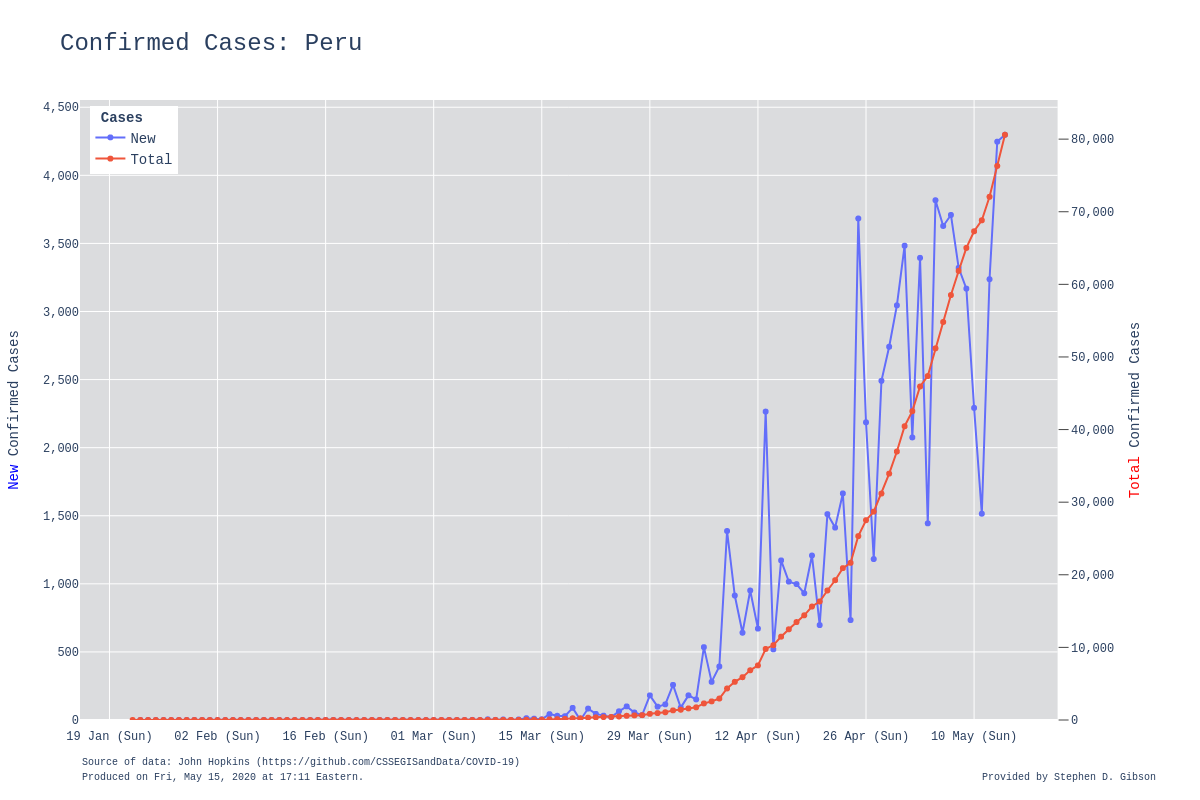 Confirmed Cases: Peru
Cases
New
Total
4,500
4,000
3,500
3,000
2,500
2,000
1,500
1,000
500
0
New Confirmed Cases
80,000
70,000
60,000
50,000
40,000
30,000
20,000
10,000
0
Total Confirmed Cases
19 Jan (Sun) 02 Feb (Sun) 16 Feb (Sun) 01 Mar (Sun) 15 Mar (Sun) 29 Mar (Sun) 12 Apr (Sun) 26 Apr (Sun) 10 May (Sun)
Source of data: John Hopkins (https://github.com/CSSEGISandData/COVID-19)
Produced on Fri, May 15, 2020 at 17:11 Eastern.
Provided by Stephen D. Gibson